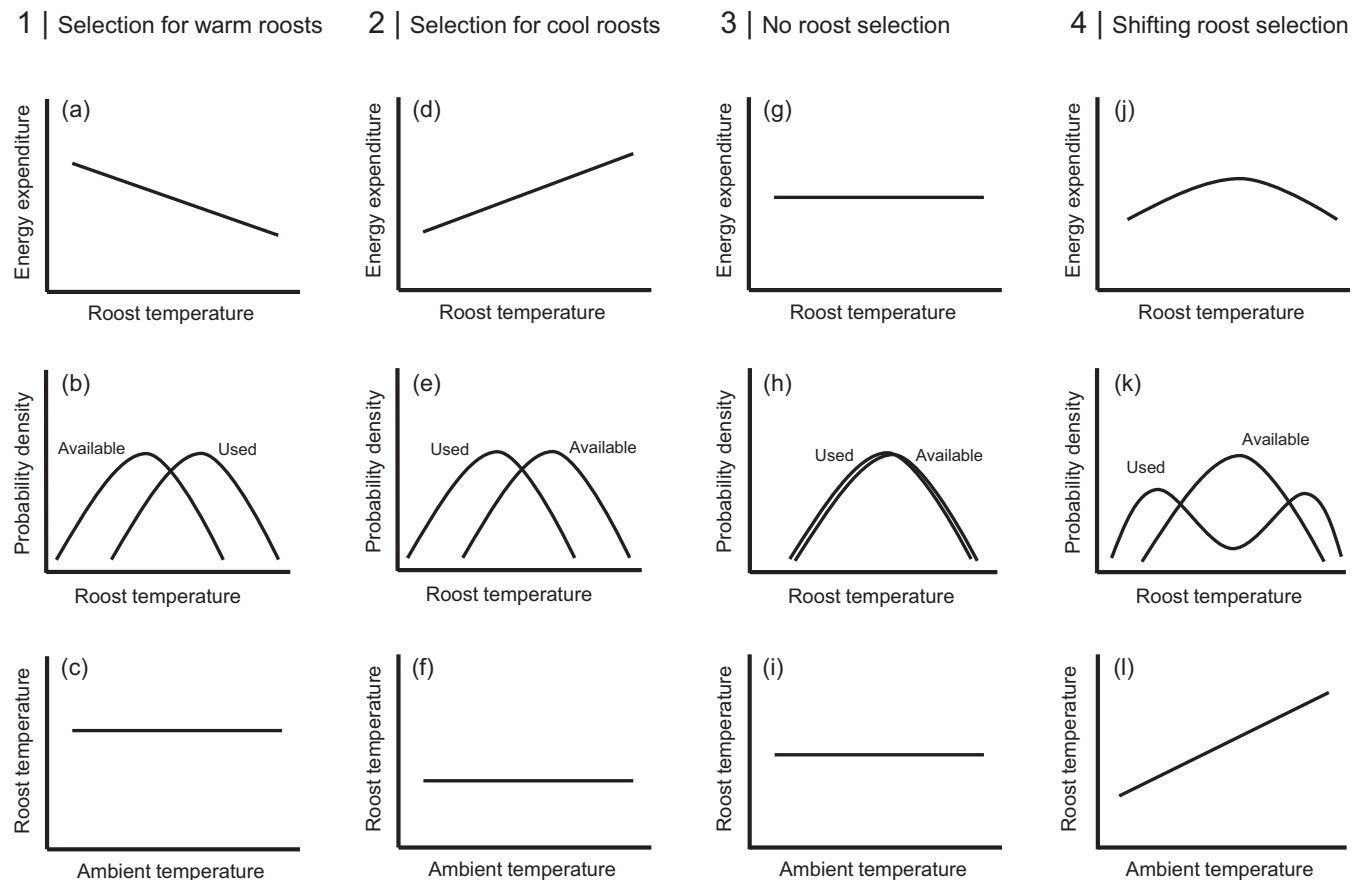 1 | Selection for warm roosts
2 | Selection for cool roosts
3 | No roost selection
4 | Shifting roost selection
(a)
Energy expenditure
Roost temperature
(d)
Energy expenditure
Roost temperature
(g)
Energy expenditure
Roost temperature
(j)
Energy expenditure
Roost temperature
(b)
Probability density
Available
Used
Roost temperature
(e)
Probability density
Used
Available
Roost temperature
(h)
Probability density
Used
Available
Roost temperature
(k)
Probability density
Used
Available
Roost temperature
(c)
Roost temperature
Ambient temperature
(f)
Roost temperature
Ambient temperature
(i)
Roost temperature
Ambient temperature
(l)
Roost temperature
Ambient temperature